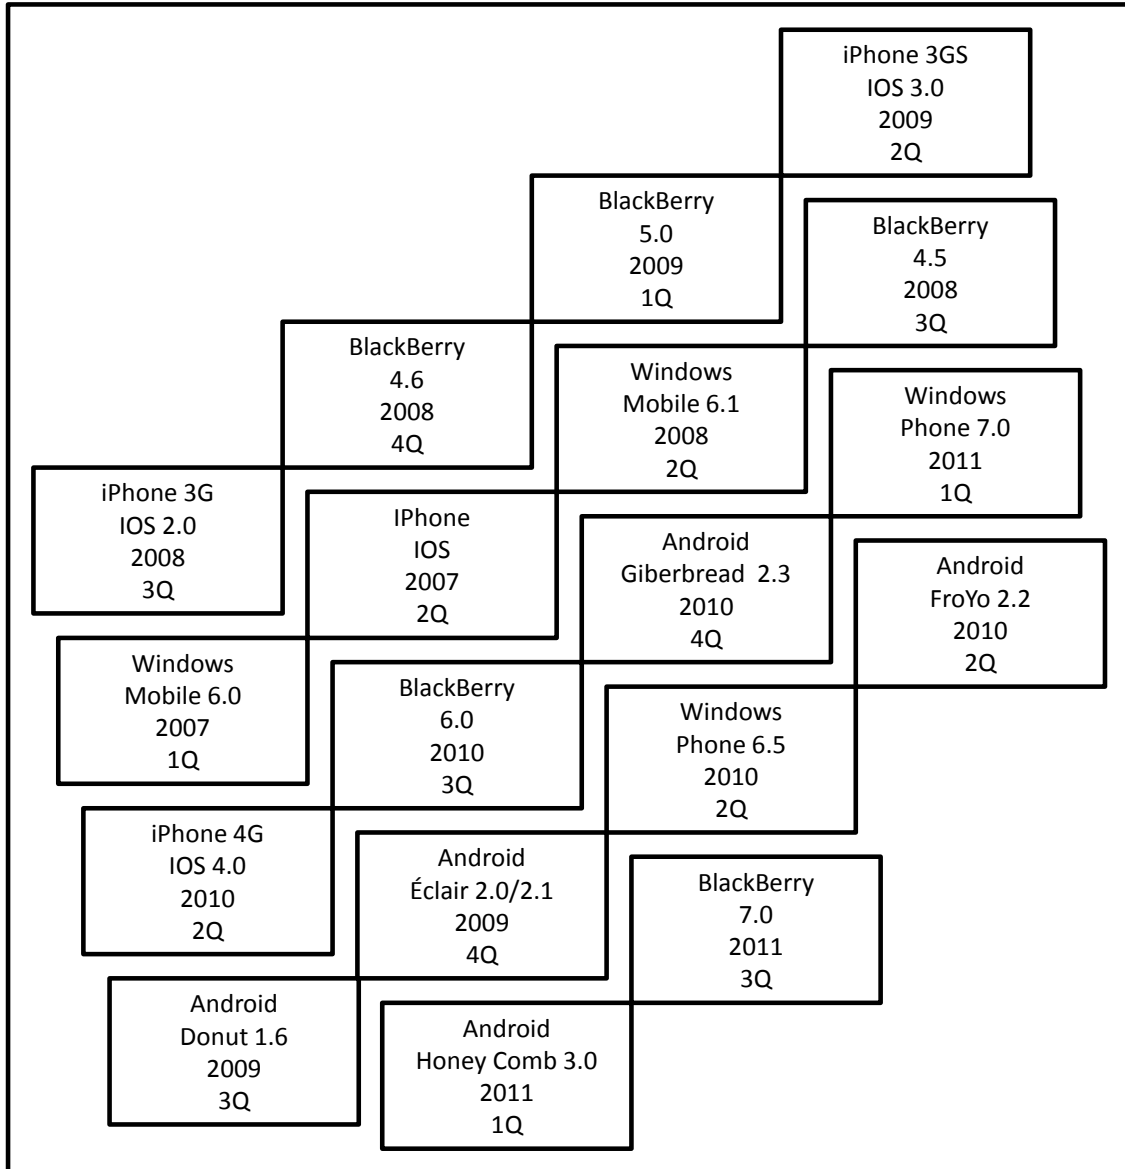 iPhone 3GS
IOS 3.0
2009
2Q
BlackBerry
5.0
2009
1Q
BlackBerry
4.5
2008
3Q
BlackBerry
4.6
2008
4Q
Windows
Mobile 6.1
2008
2Q
Windows
Phone 7.0
2011
1Q
iPhone 3G
IOS 2.0
2008
3Q
IPhone
IOS
2007
2Q
Android
Giberbread 2.3
2010
4Q
Android
FroYo 2.2
2010
2Q
Windows
Mobile 6.0
2007
1Q
BlackBerry
6.0
2010
3Q
Windows
Phone 6.5
2010
2Q
iPhone 4G
IOS 4.0
2010
2Q
Android
Éclair 2.0/2.1
2009
4Q
BlackBerry
7.0
2011
3Q
Android
Donut 1.6
2009
3Q
Android
Honey Comb 3.0
2011
1Q